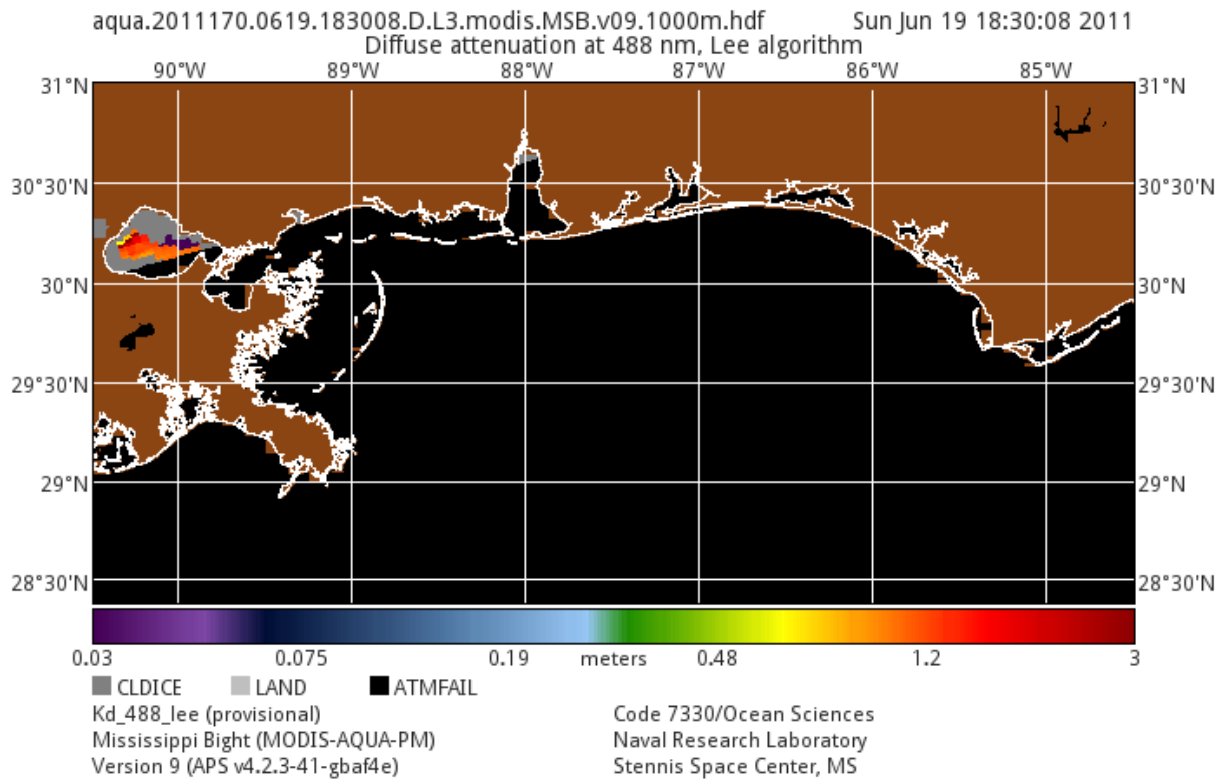 aqua.2011170.0619.183008.D.L3.modis.MSB.v09.1000m.hdf Sun Jun 19 18:30:08 2011
Diffuse attenuation at 488 nm, Lee algorithm
90°W 89°W 88°W 87°W 86°W 85°W
31°N 31°N
30°30'N 30°30'N
30°N 30°N
29°30'N 29°30'N
29°N 29°N
28°30'N 28°30'N
0.03 0.075 0.19 meters 0.48 1.2 3
CLDICE LAND ATMFAIL
Kd_488_lee (provisional) Code 7330/Ocean Sciences
Mississippi Bight (MODIS-AQUA-PM) Naval Research Laboratory
Version 9 (APS v4.2.3-41-gbaf4e) Stennis Space Center, MS